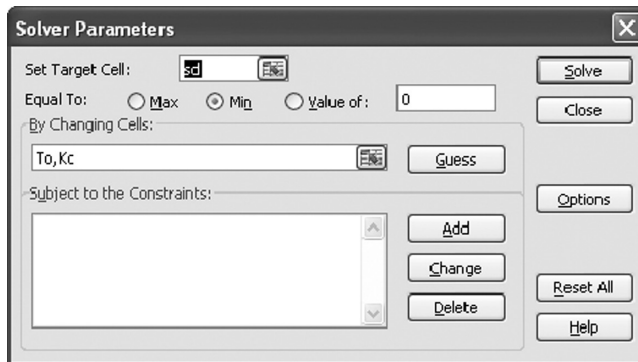 Solver Parameters
Set Target Cell: sd
Solve
Equal To: Max Min Value of: 0
Close
By Changing Cells:
To,Kc
Guess
Subject to the Constraints:
Options
Add
Change
Reset All
Delete
Help